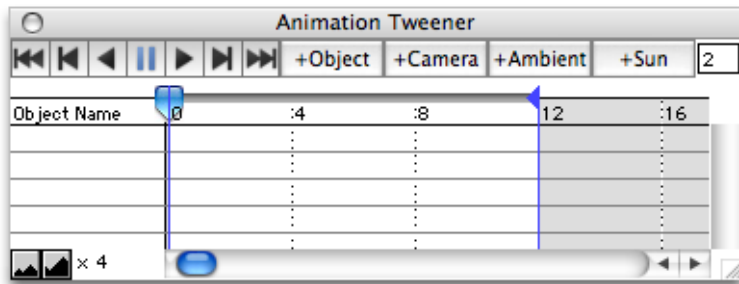 Animation Tweener
+Object +Camera +Ambient +Sun 2
Object Name 0 :4 :8 12 :16
x 4